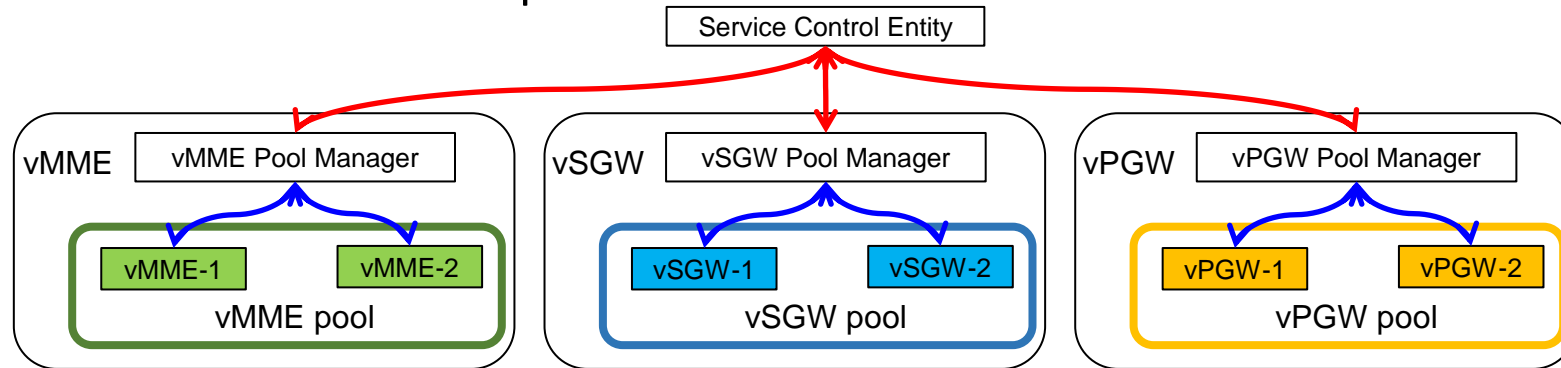 Service Control Entity
vMME
vMME Pool Manager
vMME-1
vMME-2
vMME pool
vSGW
vSGW Pool Manager
vSGW-1
vSGW-2
vSGW pool
vPGW
vPGW Pool Manager
vPGW-1
vPGW-2
vPGW pool